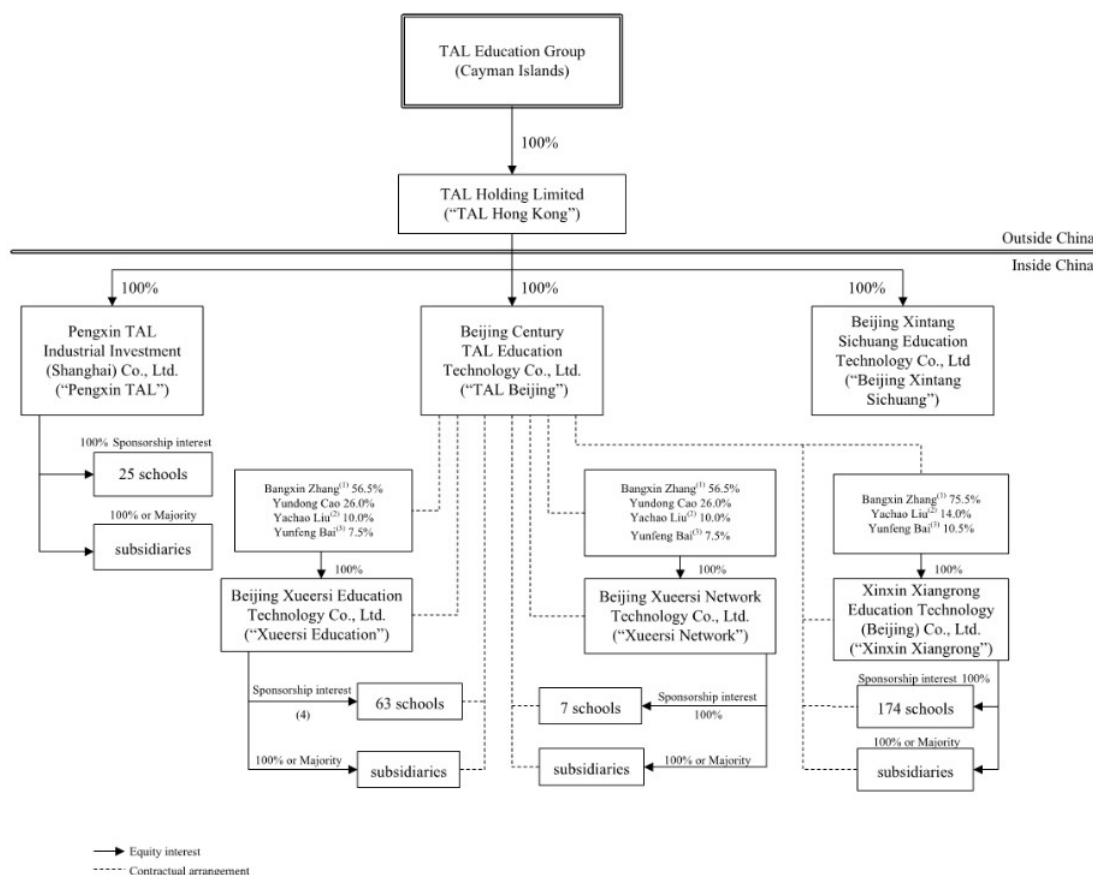 TAL Education Group
(Cayman Islands)
100%
TAL Holding Limited
(“TAL Hong Kong”)
Outside China
Inside China
100%
100%
100%
Pengxin TAL
Industrial Investment
(Shanghai) Co., Ltd.
(“Pengxin TAL”)
Beijing Century
TAL Education
Technology Co., Ltd.
(“TAL Beijing”)
Beijing Xintang
Sichuang Education
Technology Co., Ltd
(“Beijing Xintang
Sichuang”)
100% Sponsorship interest
25 schools
100% or Majority
subsidiaries
Bangxin Zhang(1) 56.5%
Yundong Cao 26.0%
Yachao Liu(2) 10.0%
Yunfeng Bai(3) 7.5%
100%
Beijing Xueersi Education
Technology Co., Ltd.
(“Xueersi Education”)
Sponsorship interest
(4)
63 schools
100% or Majority
subsidiaries
Bangxin Zhang(1) 56.5%
Yundong Cao 26.0%
Yachao Liu(2) 10.0%
Yunfeng Bai(3) 7.5%
100%
Beijing Xueersi Network
Technology Co., Ltd.
(“Xueersi Network”)
7 schools
Sponsorship interest
100%
subsidiaries
100% or Majority
Bangxin Zhang(1) 75.5%
Yachao Liu(2) 14.0%
Yunfeng Bai(3) 10.5%
100%
Xinxin Xiangrong
Education Technology
(Beijing) Co., Ltd.
(“Xinxin Xiangrong”)
Sponsorship interest 100%
174 schools
100% or Majority
subsidiaries
Equity interest
Contractual arrangement